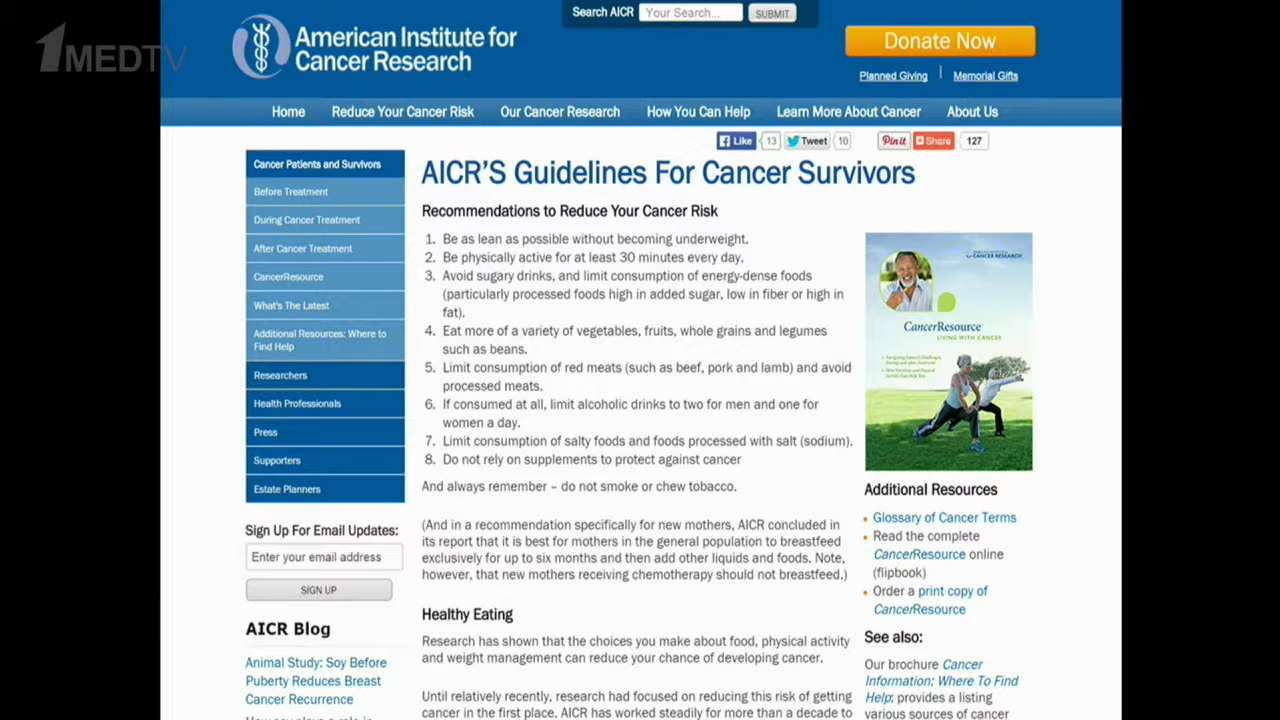 1MEDTV
Search AICR
Your Search...
SUBMIT
American Institute for
Cancer Research
Donate Now
Planned Giving | Memorial Gifts
Home
Reduce Your Cancer Risk
Our Cancer Research
How You Can Help
Learn More About Cancer
About Us
Like 13
Tweet 10
Pin it
Share 127
Cancer Patients and Survivors
Before Treatment
During Cancer Treatment
After Cancer Treatment
CancerResource
What's The Latest
Additional Resources: Where to
Find Help
Researchers
Health Professionals
Press
Supporters
Estate Planners
Sign Up For Email Updates:
Enter your email address
SIGN UP
AICR Blog
Animal Study: Soy Before
Puberty Reduces Breast
Cancer Recurrence
AICR'S Guidelines For Cancer Survivors
Recommendations to Reduce Your Cancer Risk
1. Be as lean as possible without becoming underweight.
2. Be physically active for at least 30 minutes every day.
3. Avoid sugary drinks, and limit consumption of energy-dense foods
(particularly processed foods high in added sugar, low in fiber or high in
fat).
4. Eat more of a variety of vegetables, fruits, whole grains and legumes
such as beans.
5. Limit consumption of red meats (such as beef, pork and lamb) and avoid
processed meats.
6. If consumed at all, limit alcoholic drinks to two for men and one for
women a day.
7. Limit consumption of salty foods and foods processed with salt (sodium).
8. Do not rely on supplements to protect against cancer
And always remember – do not smoke or chew tobacco.
(And in a recommendation specifically for new mothers, AICR concluded in
its report that it is best for mothers in the general population to breastfeed
exclusively for up to six months and then add other liquids and foods. Note,
however, that new mothers receiving chemotherapy should not breastfeed.)
Healthy Eating
Research has shown that the choices you make about food, physical activity
and weight management can reduce your chance of developing cancer.
Until relatively recently, research had focused on reducing this risk of getting
cancer in the first place. AICR has worked steadily for more than a decade to
CANCER RESEARCH
CancerResource
LIVING WITH CANCER
Additional Resources
Glossary of Cancer Terms
Read the complete
CancerResource online
(flipbook)
Order a print copy of
CancerResource
See also:
Our brochure Cancer
Information: Where To Find
Help; provides a listing
various sources of cancer